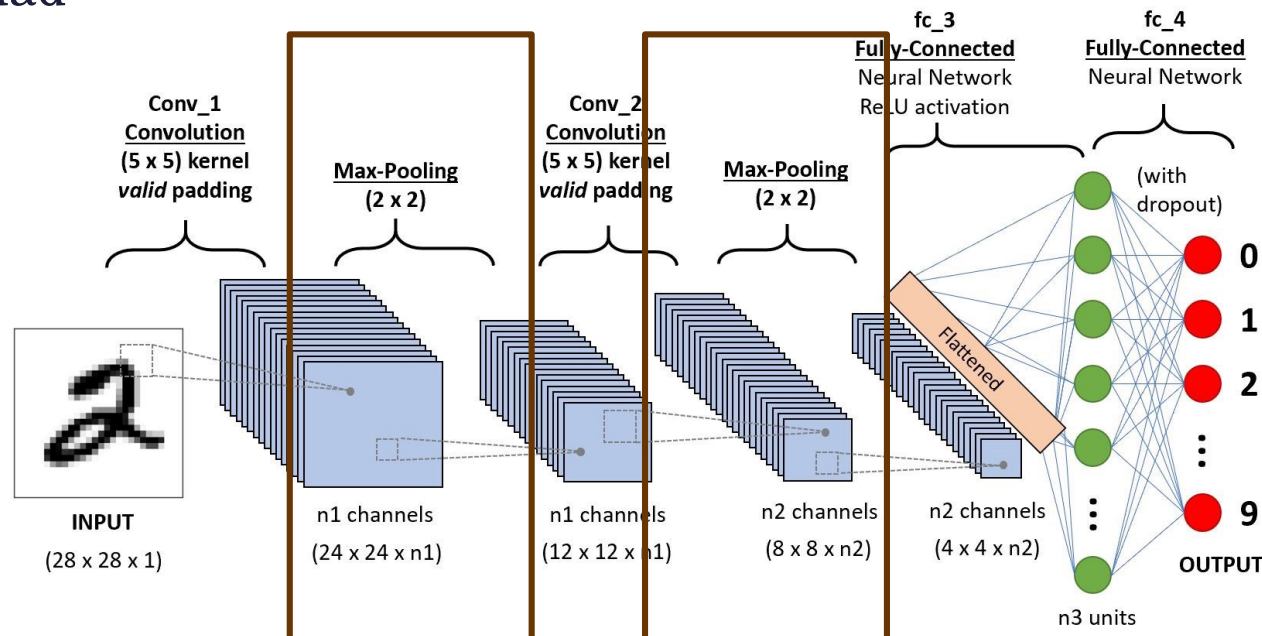 fc_3
Fully-Connected
Neural Network
ReLU activation
fc_4
Fully-Connected
Neural Network
Conv_1
Convolution
(5 x 5) kernel
valid padding
Max-Pooling
(2 x 2)
Conv_2
Convolution
(5 x 5) kernel
valid padding
Max-Pooling
(2 x 2)
(with
dropout)
Flattened
0
1
2
9
INPUT
(28 x 28 x 1)
n1 channels
(24 x 24 x n1)
n1 channels
(12 x 12 x n1)
n2 channels
(8 x 8 x n2)
n2 channels
(4 x 4 x n2)
OUTPUT
n3 units